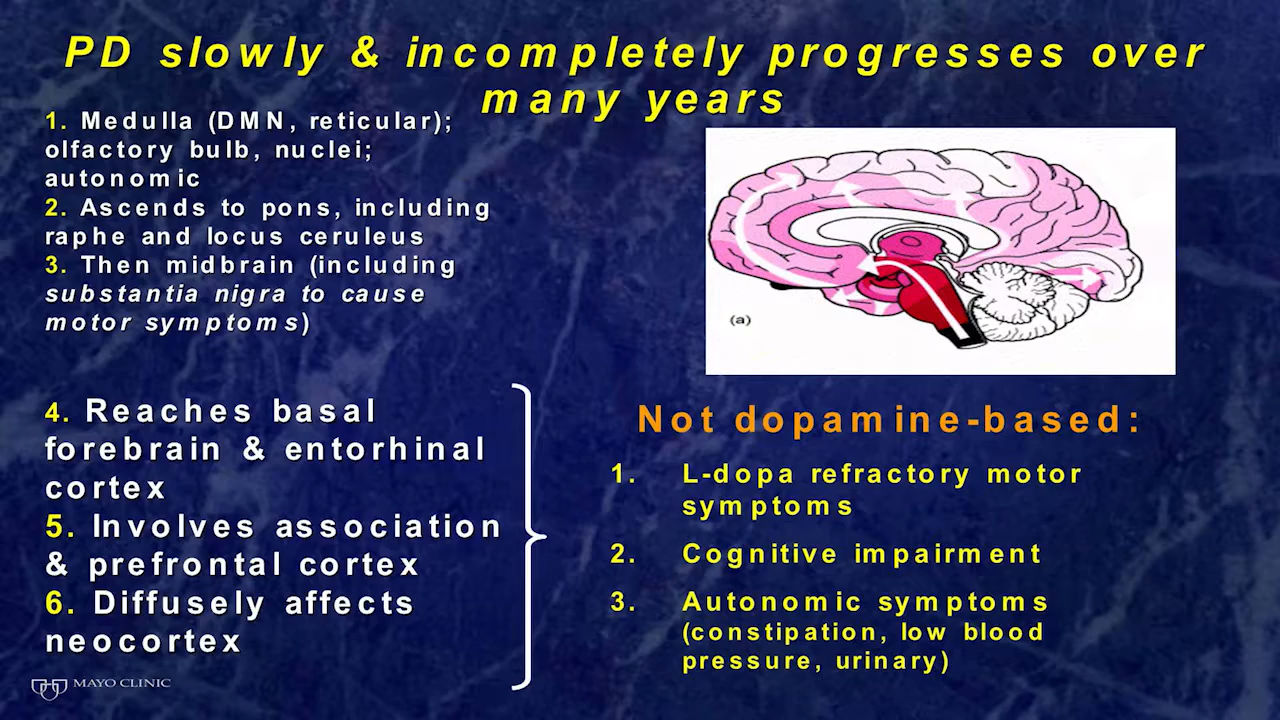 PD slowly & incompletely progresses over
many years
1. Medulla (DMN, reticular);
olfactory bulb, nuclei;
autonomic
2. Ascends to pons, including
raphe and locus ceruleus
3. Then midbrain (including
substantia nigra to cause
motor symptoms)
(a)
4. Reaches basal
forebrain & entorhinal
cortex
5. Involves association
& prefrontal cortex
6. Diffusely affects
neocortex
Not dopamine-based:
1. L-dopa refractory motor
symptoms
2. Cognitive impairment
3. Autonomic symptoms
(constipation, low blood
pressure, urinary)
MAYO CLINIC